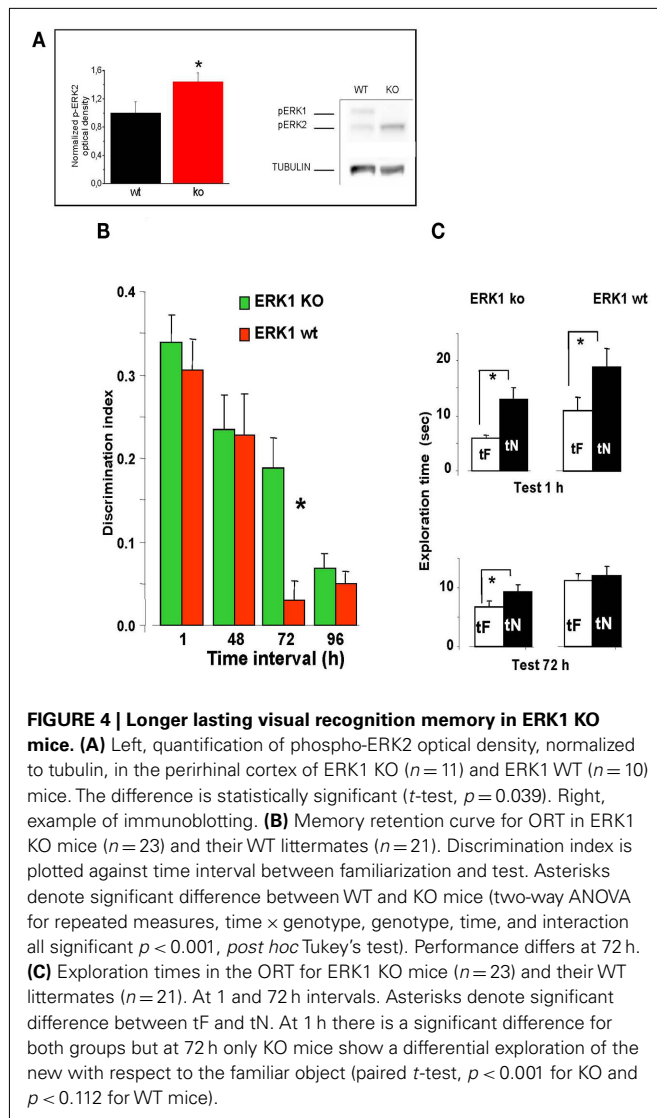 A
Normalized p-ERK2
optical density
1,6
1,2
0,8
0,4
0,0
*
wt
ko
WT KO
pERK1
pERK2
TUBULIN
B
Discrimination index
0.4
0.3
0.2
0.1
0.0
ERK1 KO
ERK1 wt
*
1 48 72 96
Time interval (h)
C
ERK1 ko ERK1 wt
Exploration time (sec)
20
10
0
* *
tF tN tF tN
Test 1 h
10
0
*
tF tN tF tN
Test 72 h
FIGURE 4 | Longer lasting visual recognition memory in ERK1 KO
mice. (A) Left, quantification of phospho-ERK2 optical density, normalized
to tubulin, in the perirhinal cortex of ERK1 KO (n = 11) and ERK1 WT (n = 10)
mice. The difference is statistically significant (t-test, p = 0.039). Right,
example of immunoblotting. (B) Memory retention curve for ORT in ERK1
KO mice (n = 23) and their WT littermates (n = 21). Discrimination index is
plotted against time interval between familiarization and test. Asterisks
denote significant difference between WT and KO mice (two-way ANOVA
for repeated measures, time × genotype, genotype, time, and interaction
all significant p < 0.001, post hoc Tukey's test). Performance differs at 72 h.
(C) Exploration times in the ORT for ERK1 KO mice (n = 23) and their WT
littermates (n = 21). At 1 and 72 h intervals. Asterisks denote significant
difference between tF and tN. At 1 h there is a significant difference for
both groups but at 72 h only KO mice show a differential exploration of the
new with respect to the familiar object (paired t-test, p < 0.001 for KO and
p < 0.112 for WT mice).